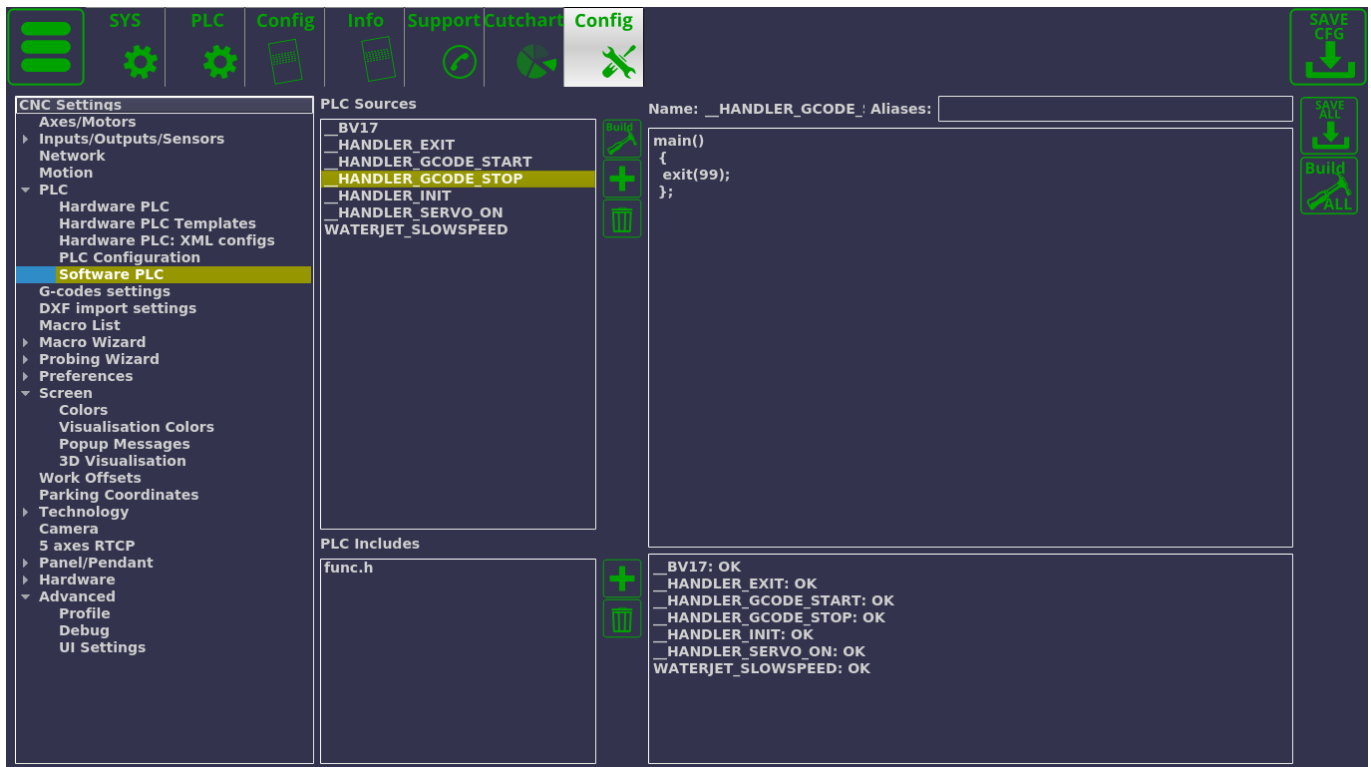 SYS PLC Config Info Support Cutchart Config
SAVE CFG
CNC Settings
Axes/Motors
Inputs/Outputs/Sensors
Network
Motion
PLC
Hardware PLC
Hardware PLC Templates
Hardware PLC: XML configs
PLC Configuration
Software PLC
G-codes settings
DXF import settings
Macro List
Macro Wizard
Probing Wizard
Preferences
Screen
Colors
Visualisation Colors
Popup Messages
3D Visualisation
Work Offsets
Parking Coordinates
Technology
Camera
5 axes RTCP
Panel/Pendant
Hardware
Advanced
Profile
Debug
UI Settings
PLC Sources
__BV17
__HANDLER_EXIT
__HANDLER_GCODE_START
__HANDLER_GCODE_STOP
__HANDLER_INIT
__HANDLER_SERVO_ON
WATERJET_SLOWSPEED
Build
PLC Includes
func.h
Name: __HANDLER_GCODE_ Aliases:
main()
{
exit(99);
};
__BV17: OK
__HANDLER_EXIT: OK
__HANDLER_GCODE_START: OK
__HANDLER_GCODE_STOP: OK
__HANDLER_INIT: OK
__HANDLER_SERVO_ON: OK
WATERJET_SLOWSPEED: OK
SAVE ALL
Build
ALL